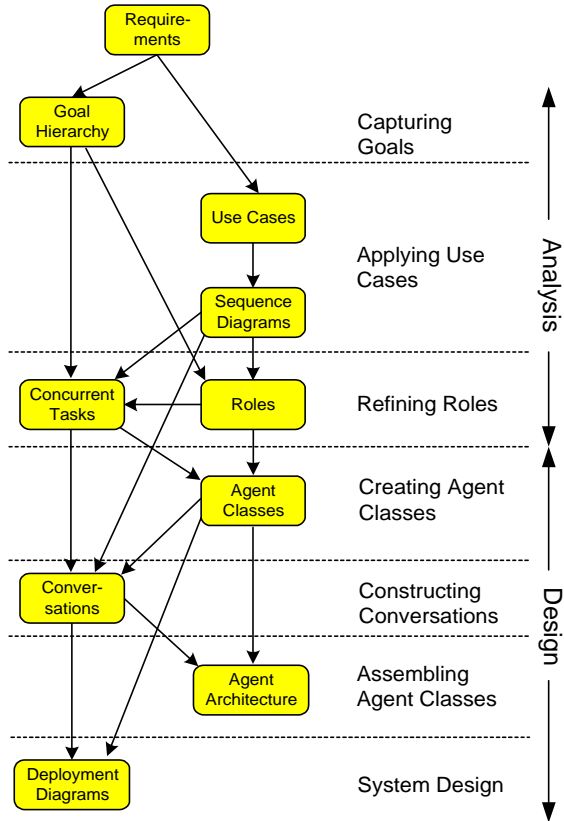 Require-
ments
Goal
Hierarchy
Capturing
Goals
Use Cases
Applying Use
Cases
Analysis
Sequence
Diagrams
Concurrent
Tasks
Roles
Refining Roles
Agent
Classes
Creating Agent
Classes
Conver-
sations
Constructing
Conversations
Design
Agent
Architecture
Assembling
Agent Classes
Deployment
Diagrams
System Design